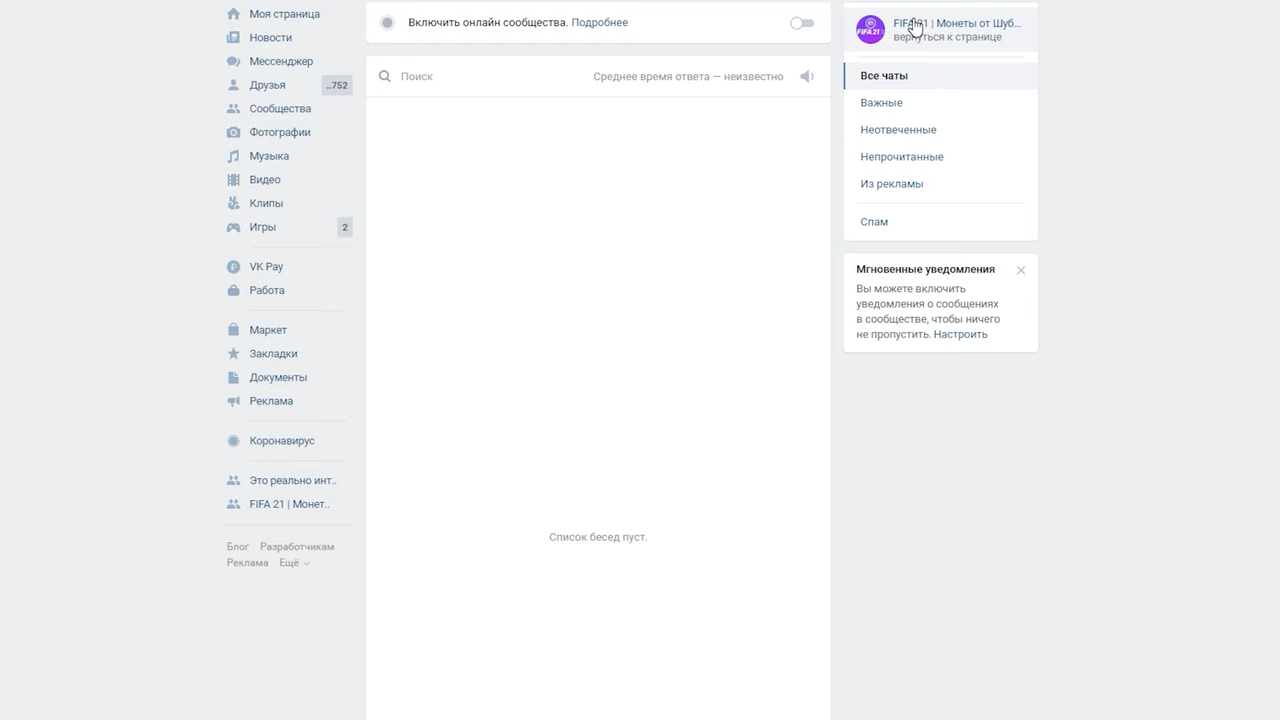 Моя страница
Новости
Мессенджер
Друзья
..752
Сообщества
Фотографии
Музыка
Видео
Клипы
Игры
2
VK Pay
Работа
Маркет
Закладки
Документы
Реклама
Коронавирус
Это реально инт..
FIFA 21 | Монет..
Блог Разработчикам
Реклама Ещё
Включить онлайн сообщества. Подробнее
Поиск
Среднее время ответа — неизвестно
Список бесед пуст.
FIFA 21
FIFA 21 | Монеты от Шуб...
вернуться к странице
Все чаты
Важные
Неотвеченные
Непрочитанные
Из рекламы
Спам
Мгновенные уведомления
Вы можете включить
уведомления о сообщениях
в сообществе, чтобы ничего
не пропустить. Настроить